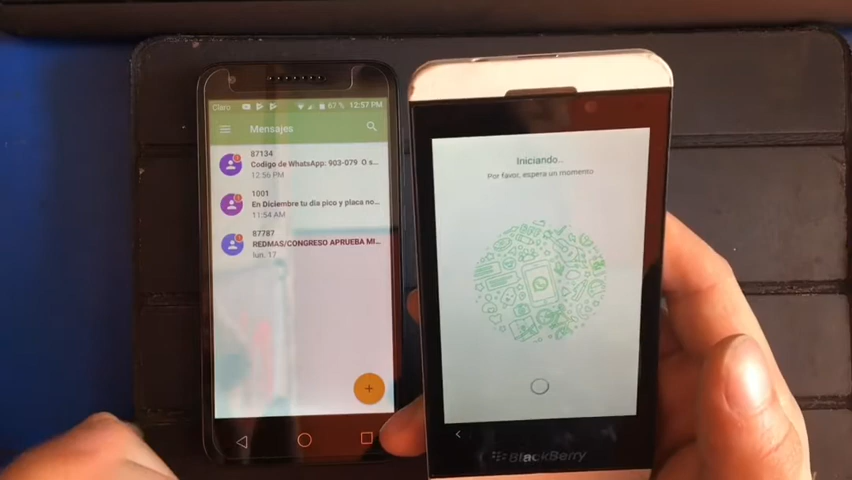 Claro 67 % 12:57 PM
Mensajes
87134
Codigo de WhatsApp: 903-079 O s...
12:56 PM
1001
En Diciembre tu dia pico y placa no...
11:54 AM
87787
REDMAS/CONGRESO APRUEBA MI...
lun. 17
Iniciando...
Por favor, espera un momento
BlackBerry